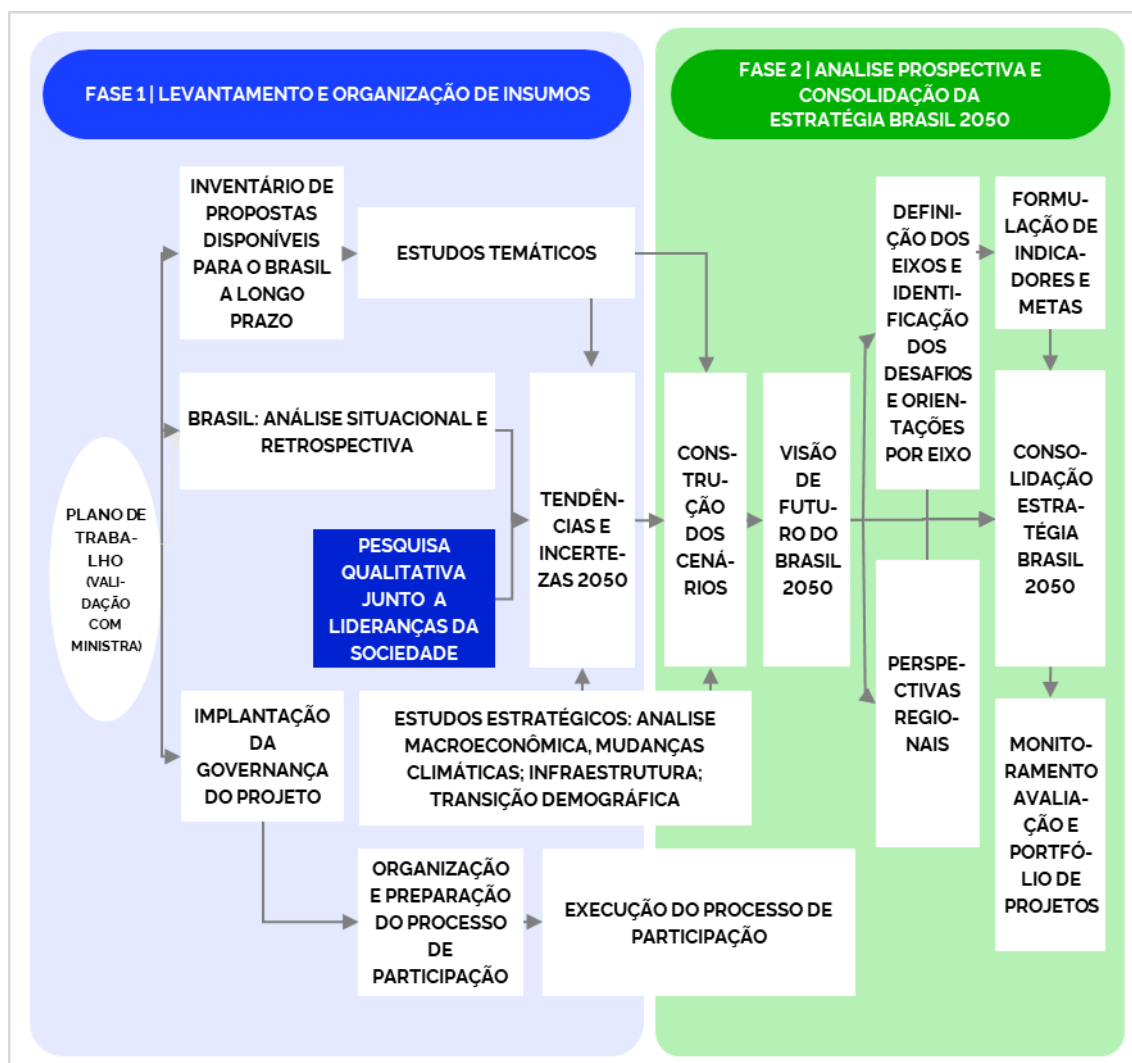 FASE 1 | LEVANTAMENTO E ORGANIZAÇÃO DE INSUMOS
FASE 2 | ANALISE PROSPECTIVA E
CONSOLIDAÇÃO DA
ESTRATÉGIA BRASIL 2050
PLANO DE
TRABA-
LHO
(VALI-
DAÇÃO
COM
MINISTRA)
INVENTÁRIO DE
PROPOSTAS
DISPONÍVEIS
PARA O BRASIL
A LONGO
PRAZO
ESTUDOS TEMÁTICOS
BRASIL: ANÁLISE SITUACIONAL E
RETROSPECTIVA
PESQUISA
QUALITATIVA
JUNTO A
LIDERANÇAS DA
SOCIEDADE
TENDÊN-
CIAS E
INCERTE-
ZAS 2050
IMPLANTAÇÃO
DA
GOVERNANÇA
DO PROJETO
ESTUDOS ESTRATÉGICOS: ANALISE
MACROECONÔMICA, MUDANÇAS
CLIMÁTICAS; INFRAESTRUTURA;
TRANSIÇÃO DEMOGRÁFICA
ORGANIZAÇÃO
E PREPARAÇÃO
DO PROCESSO
DE
PARTICIPAÇÃO
EXECUÇÃO DO PROCESSO DE
PARTICIPAÇÃO
CONS-
TRU-
ÇÃO
DOS
CENÁ-
RIOS
VISÃO
DE
FUTU-
RO DO
BRASIL
2050
DEFINI-
ÇÃO DOS
EIXOS E
IDENTI-
FICAÇÃO
DOS
DESAFIOS
E ORIEN-
TAÇÕES
POR EIXO
PERSPE-
CTIVAS
REGIO-
NAIS
FORMU-
LAÇÃO DE
INDICA-
DORES E
METAS
CONSO-
LIDAÇÃO
ESTRA-
TÉGIA
BRASIL
2050
MONITO-
RAMENTO
AVALIA-
ÇÃO E
PORTFÓ-
LIO DE
PROJETOS